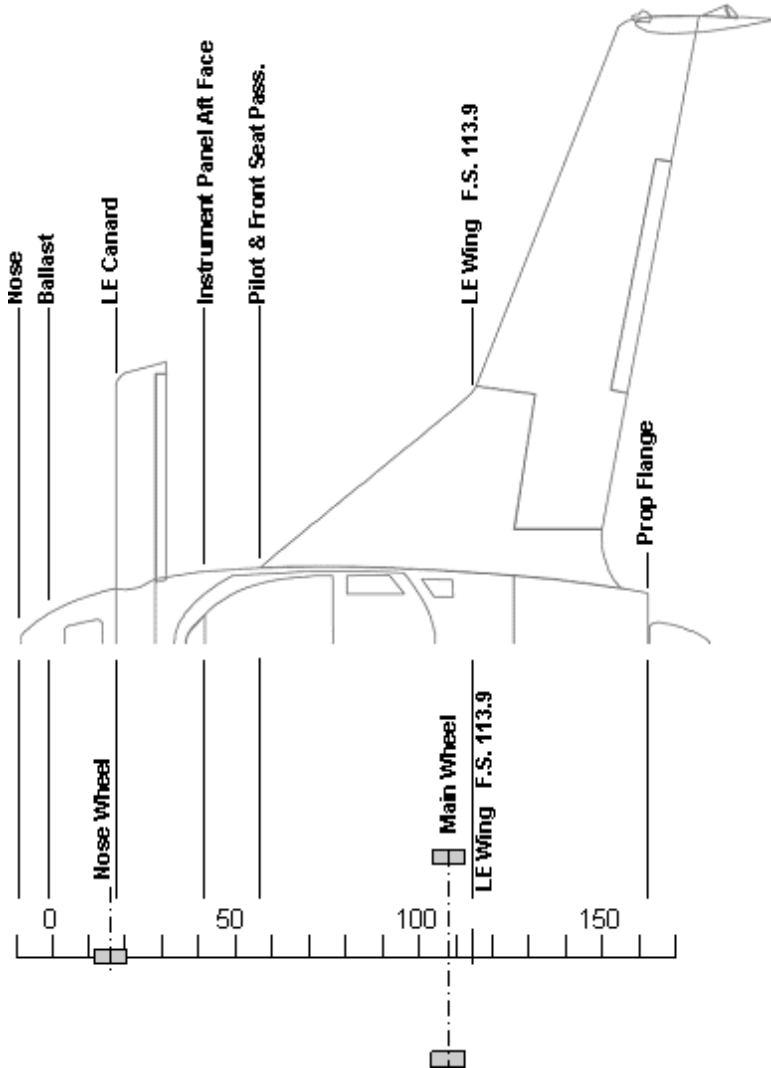 Nose
Ballast
LE Canard
Instrument Panel Aft Face
Pilot & Front Seat Pass.
LE Wing F.S. 113.9
Prop Flange
Nose Wheel
Main Wheel
LE Wing F.S. 113.9
0 50 100 150